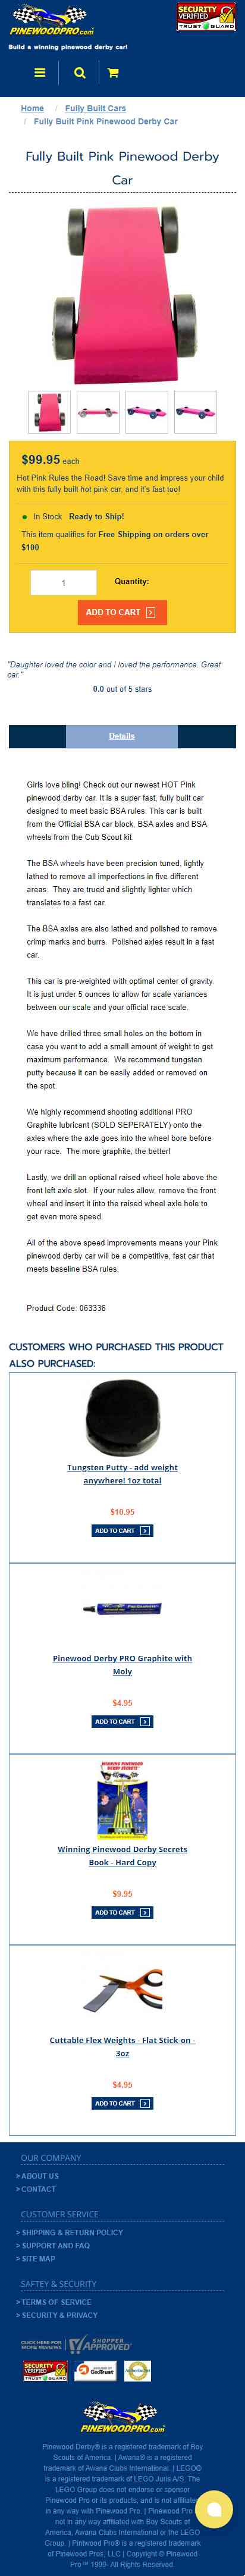 PINEWOODPRO.com
SECURITY
VERIFIED
TRUST GUARD
Build a winning pinewood derby car!
Home / Fully Built Cars
/ Fully Built Pink Pinewood Derby Car
Fully Built Pink Pinewood Derby
Car
$99.95 each
Hot Pink Rules the Road! Save time and impress your child
with this fully built hot pink car, and it's fast too!
In Stock Ready to Ship!
This item qualifies for Free Shipping on orders over
$100
1 Quantity:
ADD TO CART
"Daughter loved the color and I loved the performance. Great
car."
0.0 out of 5 stars
Details
Girls love bling! Check out our newest HOT Pink
pinewood derby car. It is a super fast, fully built car
designed to meet basic BSA rules. This car is built
from the Official BSA car block, BSA axles and BSA
wheels from the Cub Scout kit.
The BSA wheels have been precision tuned, lightly
lathed to remove all imperfections in five different
areas. They are trued and slightly lighter which
translates to a fast car.
The BSA axles are also lathed and polished to remove
crimp marks and burrs. Polished axles result in a fast
car.
This car is pre-weighted with optimal center of gravity.
It is just under 5 ounces to allow for scale variances
between our scale and your official race scale.
We have drilled three small holes on the bottom in
case you want to add a small amount of weight to get
maximum performance. We recommend tungsten
putty because it can be easily added or removed on
the spot.
We highly recommend shooting additional PRO
Graphite lubricant (SOLD SEPERATELY) onto the
axles where the axle goes into the wheel bore before
your race. The more graphite, the better!
Lastly, we drill an optional raised wheel hole above the
front left axle slot. If your rules allow, remove the front
wheel and insert it into the raised wheel axle hole to
get even more speed.
All of the above speed improvements means your Pink
pinewood derby car will be a competitive, fast car that
meets baseline BSA rules.
Product Code: 063336
CUSTOMERS WHO PURCHASED THIS PRODUCT
ALSO PURCHASED:
Tungsten Putty - add weight
anywhere! 1oz total
$10.95
ADD TO CART
Pinewood Derby PRO Graphite with
Moly
$4.95
ADD TO CART
WINNING PINEWOOD
DERBY SECRETS
Winning Pinewood Derby Secrets
Book - Hard Copy
$9.95
ADD TO CART
Cuttable Flex Weights - Flat Stick-on -
3oz
$4.95
ADD TO CART
OUR COMPANY
> ABOUT US
> CONTACT
CUSTOMER SERVICE
> SHIPPING & RETURN POLICY
> SUPPORT AND FAQ
> SITE MAP
SAFTEY & SECURITY
> TERMS OF SERVICE
> SECURITY & PRIVACY
CLICK HERE FOR
MORE REVIEWS
SHOPPER
APPROVED
SECURITY
VERIFIED
TRUST GUARD
GeoTrust
PINEWOODPRO.com
Pinewood Derby® is a registered trademark of Boy
Scouts of America. | Awana® is a registered
trademark of Awana Clubs International. | LEGO®
is a registered trademark of LEGO Juris A/S. The
LEGO Group does not endorse or sponsor
Pinewood Pro or its products, and is not affiliated
in any way with Pinewood Pro. | Pinewood Pro
not in any way affiliated with Boy Scouts of
America, Awana Clubs International or the LEGO
Group. | Pintwood Pro® is a registered trademark
of Pinewood Pros, LLC | Copyright © Pinewood
Pro™ 1999- All Rights Reserved.